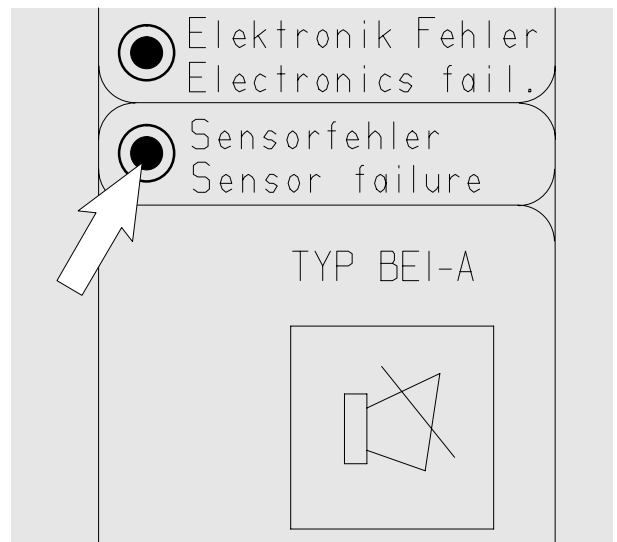 Elektronik Fehler
Electronics fail.
Sensorfehler
Sensor failure
TYP BEI-A